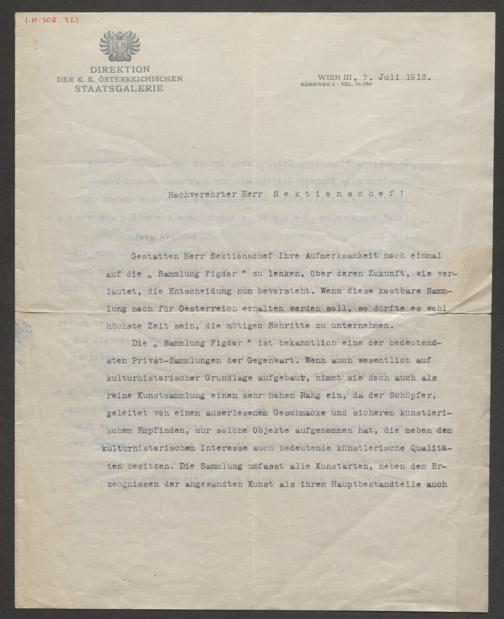 I.N. 208.321
DIREKTION
DER K. K. ÖSTERREICHISCHEN
STAATSGALERIE
WIEN III, 7. Juli 1913.
RENNWEG
Hochverehrter Herr Sektionschef!
Gestatten Herr Sektionschef Ihre Aufmerksamkeit noch einmal
auf die „ Sammlung Figdor " zu lenken, über deren Zukunft, wie ver-
lautet, die Entscheidung nun bevorsteht. Wenn diese kostbare Samm-
lung noch für Oesterreich erhalten werden soll, so dürfte es wohl
höchste Zeit sein, die nötigen Schritte zu unternehmen.
Die „ Sammlung Figdor " ist bekanntlich eine der bedeutend-
sten Privat-Sammlungen der Gegenwart. Wenn auch wesentlich auf
kulturhistorischer Grundlage aufgebaut, nimmt sie doch auch als
reine Kunstsammlung einen sehr hohen Rang ein, da der Schöpfer,
geleitet von einem auserlesenem Geschmacke und sicherem künstleri-
schem Empfinden, nur solche Objekte aufgenommen hat, die neben dem
kulturhistorischem Interesse auch bedeutende künstlerische Qualitä-
ten besitzen. Die Sammlung umfasst alle Kunstarten, neben den Er-
zeugnissen der angewandten Kunst als ihrem Hauptbestandteile auch